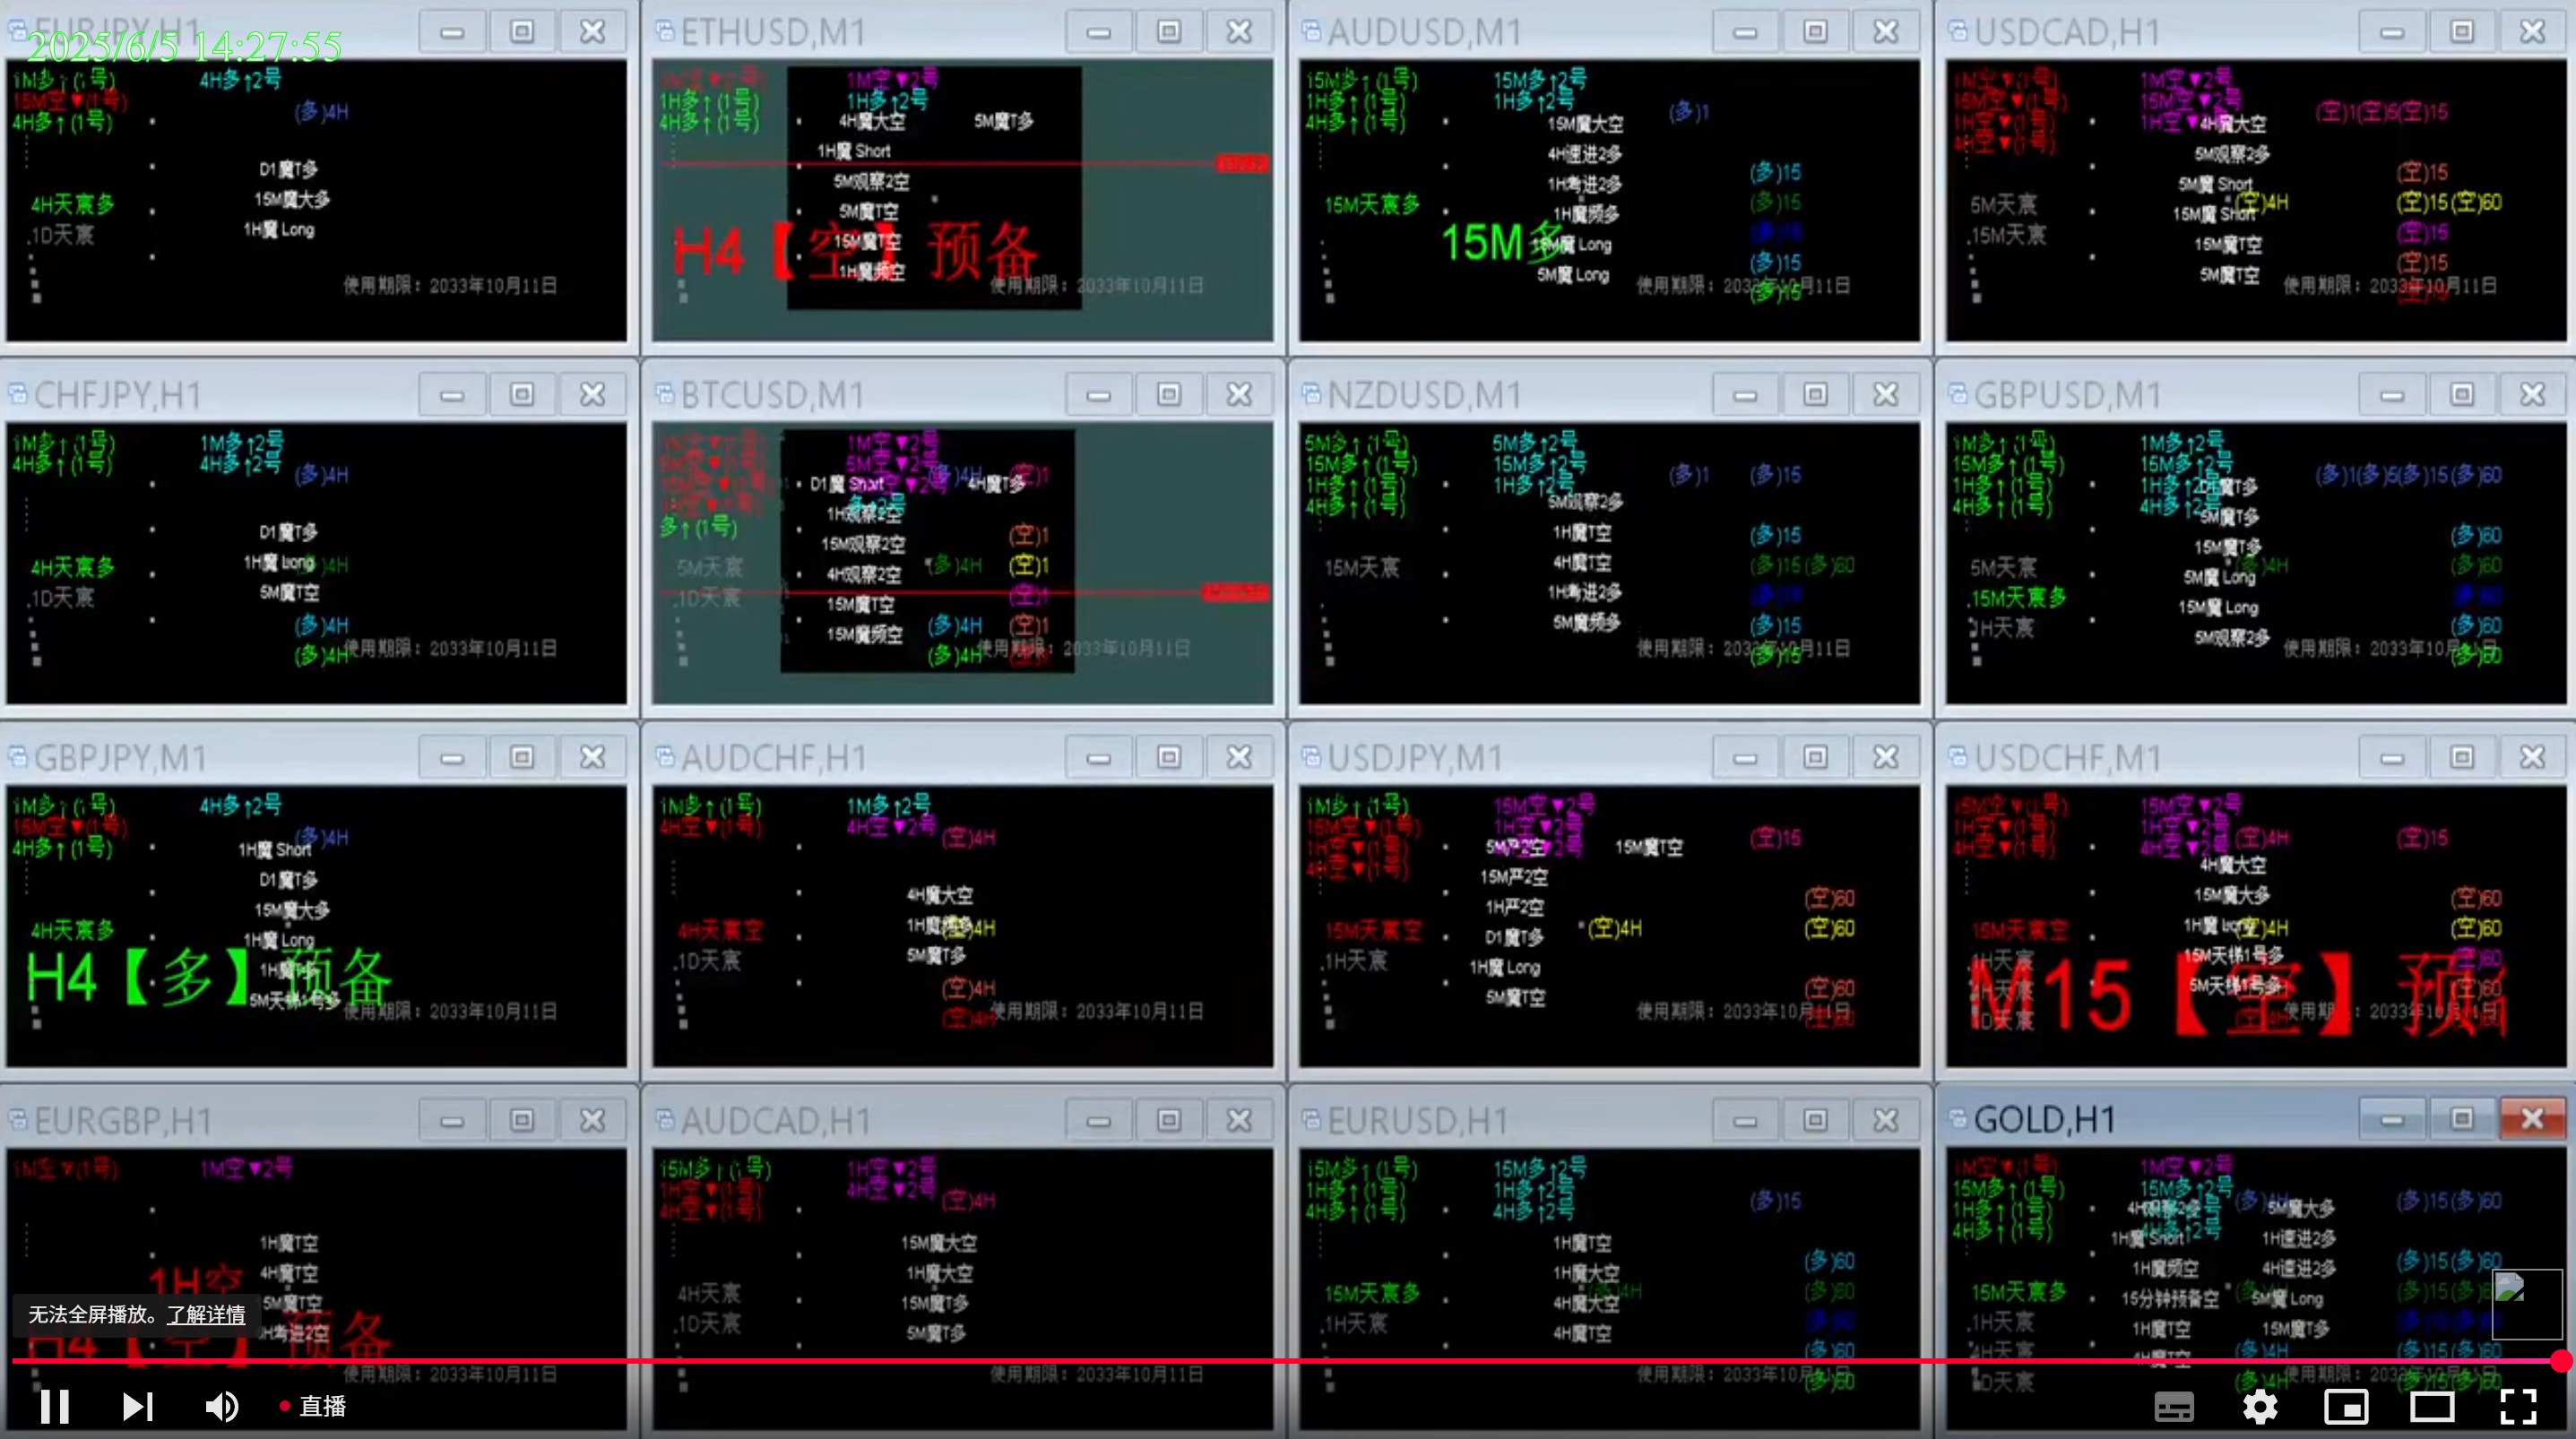 2025/6/5 14:27:55
EURJPY,H1
1M多↑(1号)
4H多↑2号
15M空▼(1号)
(多)4H
4H多↑(1号)
D1魔T多
15M魔大多
4H天宸多
1H魔 Long
.1D天宸
使用期限：2033年10月11日
ETHUSD,M1
1M空▼2号
1H多↑(1号)
1H多↑2号
4H多↑(1号)
4H魔大空
5M魔T多
1H魔 Short
5M观察2空
5M魔T空
H4【空】预备
15M魔T空
1H魔频空
使用期限：2033年10月11日
AUDUSD,M1
15M多↑(1号)
15M多↑2号
1H多↑(1号)
1H多↑2号
(多)1
4H多↑(1号)
15M魔大空
4H速进2多
(多)15
1H考进2多
15M天宸多
(多)15
1H魔频多
15M多
15M魔 Long
(多)15
5M魔 Long
使用期限：2033年10月11日
(多)15
USDCAD,H1
1M空▼(1号)
1M空▼2号
15M空▼(1号)
15M空▼2号
(空)1(空)5(空)15
1H空▼(1号)
1H空▼
4H魔大空
4H空▼(1号)
5M观察2多
(空)15
5M魔 Short
5M天宸
(空)4H
(空)15(空)60
15M魔 Short
.15M天宸
(空)15
15M魔T空
(空)15
5M魔T空
使用期限：2033年10月11日
CHFJPY,H1
1M多↑(1号)
1M多↑2号
4H多↑(1号)
4H多↑2号
(多)4H
D1魔T多
4H天宸多
1H魔 Long
5M魔T空
.1D天宸
(多)4H
(多)4H
使用期限：2033年10月11日
BTCUSD,M1
1M空▼2号
5M空▼2号
(多)4H
(空)1
D1魔 Short
4H魔T多
多↑(1号)
多↑2号
1H观察2空
(空)1
15M观察2空
5M天宸
4H观察2空
(多)4H
(空)1
.1D天宸
(空)1
15M魔T空
(多)4H
(空)1
15M魔频空
(多)4H
使用期限：2033年10月11日
NZDUSD,M1
5M多↑(1号)
5M多↑2号
15M多↑(1号)
15M多↑2号
(多)1
(多)15
1H多↑(1号)
1H多↑2号
4H多↑(1号)
5M观察2多
1H魔T空
(多)15
15M天宸
4H魔T空
(多)15(多)60
1H考进2多
5M魔频多
(多)15
使用期限：2033年10月11日
(多)15
GBPUSD,M1
1M多↑(1号)
1M多↑2号
15M多↑(1号)
15M多↑2号
(多)1(多)5(多)15(多)60
1H多↑(1号)
1H多↑2号
4H多↑(1号)
4H多↑2号
5M魔T多
(多)60
15M魔T多
5M天宸
(多)4H
(多)60
5M魔 Long
.15M天宸多
15M魔 Long
1H天宸
5M观察2多
(多)60
使用期限：2033年10月11日
(多)60
GBPJPY,M1
1M多↑(1号)
4H多↑2号
15M空▼(1号)
(多)4H
4H多↑(1号)
1H魔 Short
D1魔T多
15M魔大多
4H天宸多
1H魔 Long
H4【多】预备
5M天梯1号多
使用期限：2033年10月11日
AUDCHF,H1
1M多↑(1号)
1M多↑2号
4H空▼(1号)
4H空▼2号
(空)4H
4H魔大空
4H天宸空
1H魔频多
(空)4H
5M魔T多
.1D天宸
(空)4H
(空)4H
使用期限：2033年10月11日
USDJPY,M1
1M多↑(1号)
15M空▼2号
15M空▼(1号)
1H空▼2号
(空)15
1H空▼(1号)
5M严2空
15M魔T空
4H空▼(1号)
15M严2空
1H严2空
(空)60
15M天宸空
D1魔T多
(空)4H
(空)60
.1H天宸
1H魔 Long
5M魔T空
(空)60
使用期限：2033年10月11日
USDCHF,M1
15M空▼(1号)
15M空▼2号
1H空▼(1号)
1H空▼2号
(空)4H
(空)15
4H空▼(1号)
4H空▼2号
4H魔大空
15M魔大多
(空)60
15M天宸空
1H魔 Long
(空)4H
(空)60
.1H天宸
15M天梯1号多
(空)60
4H天宸
M15【空】预
5M天梯1号多
(空)60
1D天宸
使用期限：2033年10月11日
EURGBP,H1
1M空▼(1号)
1M空▼2号
1H魔T空
1H空
4H魔T空
5M魔T空
无法全屏播放。了解详情
H4【空】预备
1H考进2空
使用期限：2033年10月11日
AUDCAD,H1
15M多↑(1号)
1H空▼2号
1H空▼(1号)
4H空▼2号
(空)4H
4H空▼(1号)
15M魔大空
1H魔大空
4H天宸
15M魔T多
.1D天宸
5M魔T多
使用期限：2033年10月11日
EURUSD,H1
15M多↑(1号)
15M多↑2号
1H多↑(1号)
1H多↑2号
(多)15
4H多↑(1号)
4H多↑2号
1H魔T空
(多)60
1H魔大空
15M天宸多
4H魔大空
(多)60
.1H天宸
4H魔T空
(多)60
使用期限：2033年10月11日
(多)60
GOLD,H1
1M空▼(1号)
1M空▼2号
15M多↑(1号)
15M多↑2号
(多)4H
(多)15(多)60
1H多↑(1号)
5M魔大多
4H多↑(1号)
4H多↑2号
1H魔 Short
1H速进2多
1H魔频空
4H速进2多
(多)15(多)60
15M天宸多
15分钟预备空
5M魔 Long
.1H天宸
1H魔T空
15M魔T多
4H天宸
4H魔T空
(多)4H
(多)15(多)60
1D天宸
(多)4H
使用期限：2033年10月11日
直播